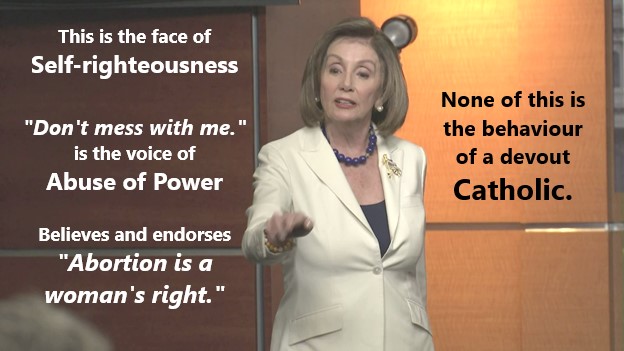 This is the face of
Self-righteousness
"Don't mess with me."
is the voice of
Abuse of Power
Believes and endorses
"Abortion is a
woman's right."
None of this is
the behaviour
of a devout
Catholic.